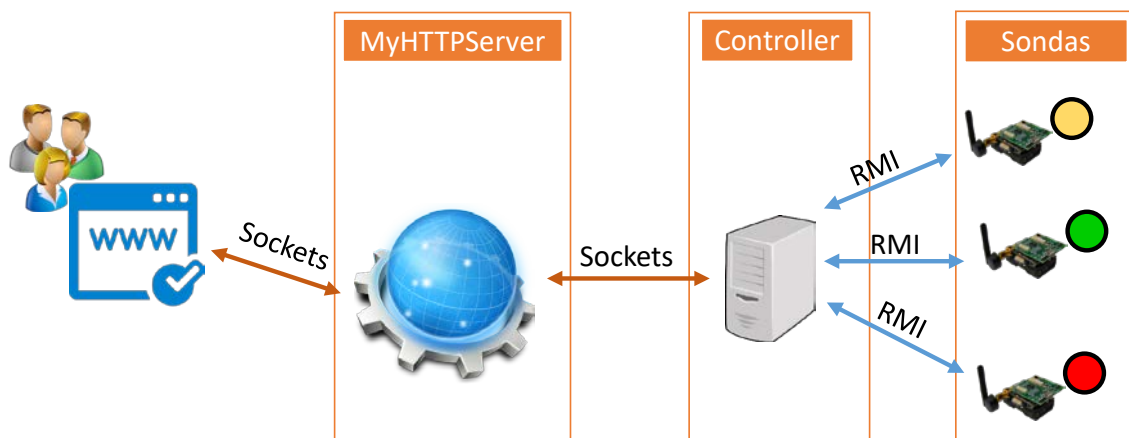 MyHTTPServer
Controller
Sondas
www
Sockets
Sockets
RMI
RMI
RMI